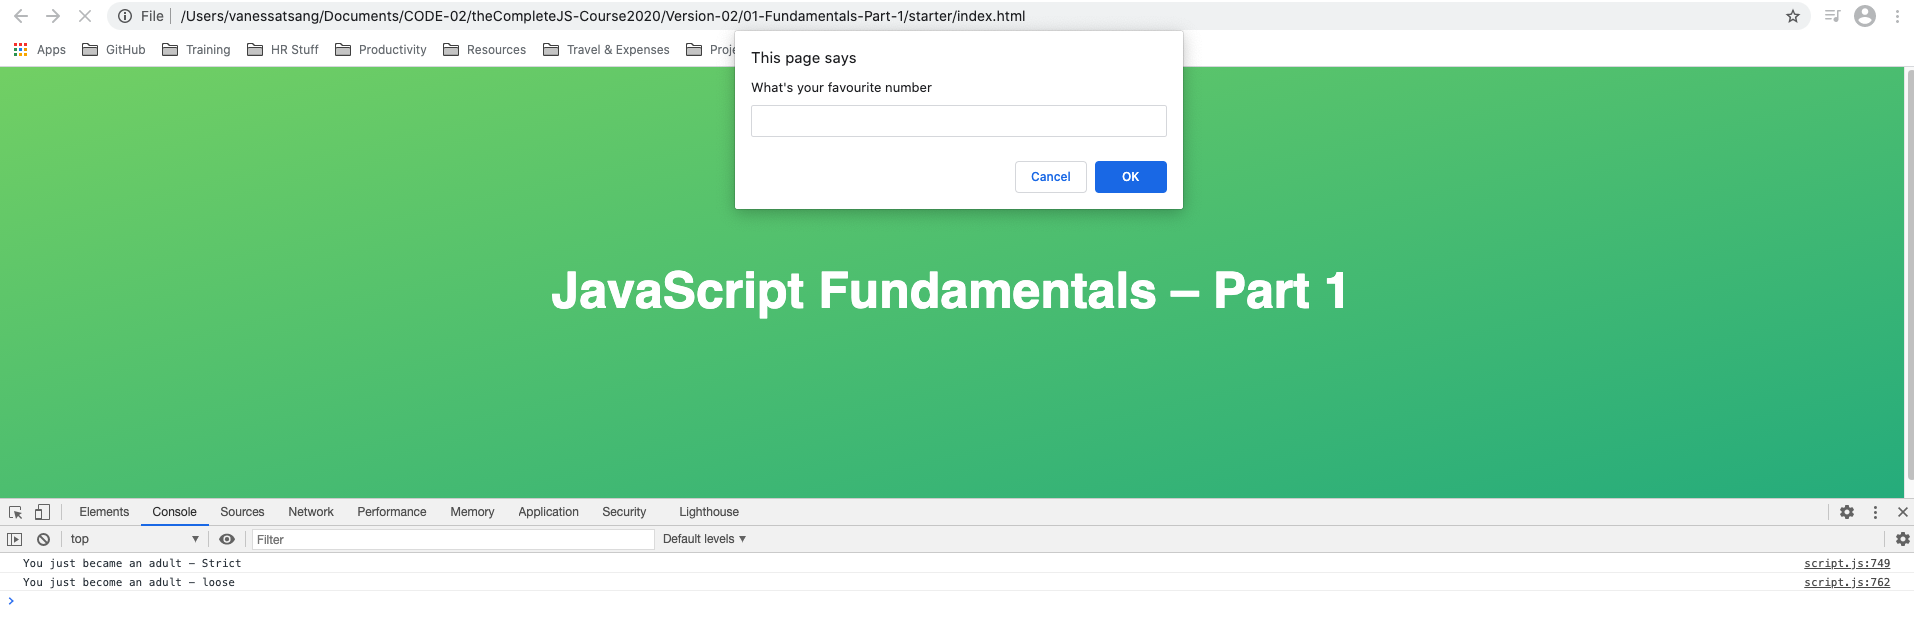 File | /Users/vanessatsang/Documents/CODE-02/theCompleteJS-Course2020/Version-02/01-Fundamentals-Part-1/starter/index.html
Apps GitHub Training HR Stuff Productivity Resources Travel & Expenses Proje
This page says
What's your favourite number
Cancel OK
JavaScript Fundamentals – Part 1
Elements Console Sources Network Performance Memory Application Security Lighthouse
top Filter Default levels
You just became an adult – Strict script.js:749
You just become an adult – loose script.js:762